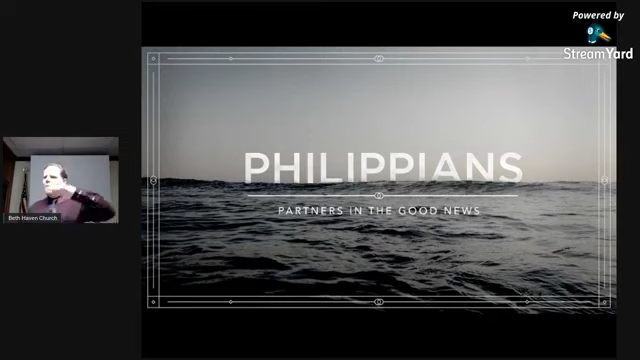 Powered by
StreamYard
PHILIPPIANS
PARTNERS IN THE GOOD NEWS
Beth Haven Church